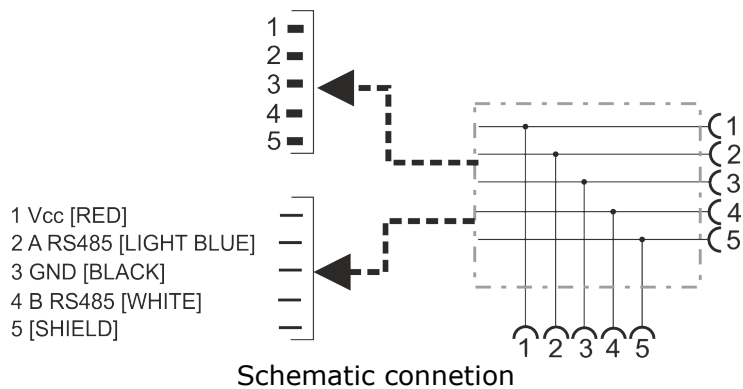 1
2
3
4
5
1 Vcc [RED]
2 A RS485 [LIGHT BLUE]
3 GND [BLACK]
4 B RS485 [WHITE]
5 [SHIELD]
1
2
3
4
5
1 2 3 4 5
Schematic connetion